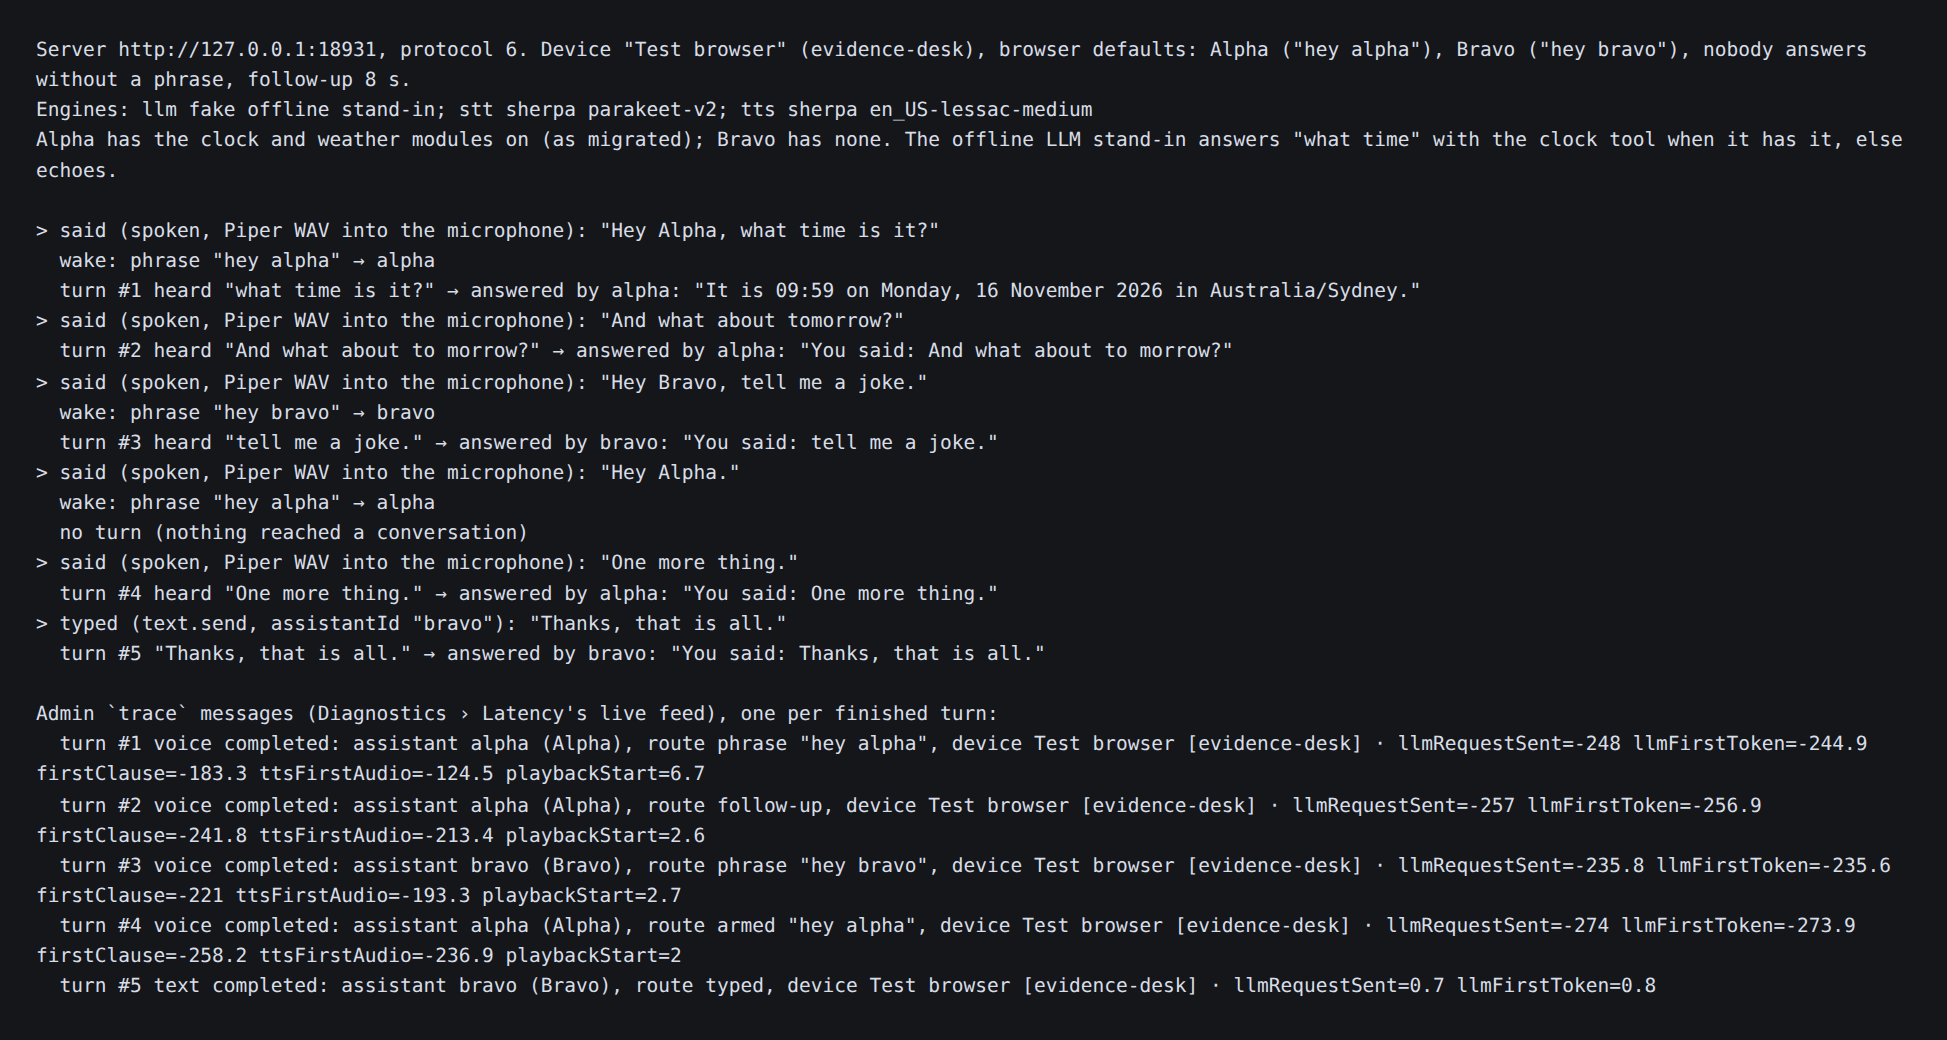 Server http://127.0.0.1:18931, protocol 6. Device "Test browser" (evidence-desk), browser defaults: Alpha ("hey alpha"), Bravo ("hey bravo"), nobody answers
without a phrase, follow-up 8 s.
Engines: llm fake offline stand-in; stt sherpa parakeet-v2; tts sherpa en_US-lessac-medium
Alpha has the clock and weather modules on (as migrated); Bravo has none. The offline LLM stand-in answers "what time" with the clock tool when it has it, else
echoes.

> said (spoken, Piper WAV into the microphone): "Hey Alpha, what time is it?"
  wake: phrase "hey alpha" → alpha
  turn #1 heard "what time is it?" → answered by alpha: "It is 09:59 on Monday, 16 November 2026 in Australia/Sydney."
> said (spoken, Piper WAV into the microphone): "And what about tomorrow?"
  turn #2 heard "And what about to morrow?" → answered by alpha: "You said: And what about to morrow?"
> said (spoken, Piper WAV into the microphone): "Hey Bravo, tell me a joke."
  wake: phrase "hey bravo" → bravo
  turn #3 heard "tell me a joke." → answered by bravo: "You said: tell me a joke."
> said (spoken, Piper WAV into the microphone): "Hey Alpha."
  wake: phrase "hey alpha" → alpha
  no turn (nothing reached a conversation)
> said (spoken, Piper WAV into the microphone): "One more thing."
  turn #4 heard "One more thing." → answered by alpha: "You said: One more thing."
> typed (text.send, assistantId "bravo"): "Thanks, that is all."
  turn #5 "Thanks, that is all." → answered by bravo: "You said: Thanks, that is all."

Admin `trace` messages (Diagnostics › Latency's live feed), one per finished turn:
  turn #1 voice completed: assistant alpha (Alpha), route phrase "hey alpha", device Test browser [evidence-desk] · llmRequestSent=-248 llmFirstToken=-244.9
firstClause=-183.3 ttsFirstAudio=-124.5 playbackStart=6.7
  turn #2 voice completed: assistant alpha (Alpha), route follow-up, device Test browser [evidence-desk] · llmRequestSent=-257 llmFirstToken=-256.9
firstClause=-241.8 ttsFirstAudio=-213.4 playbackStart=2.6
  turn #3 voice completed: assistant bravo (Bravo), route phrase "hey bravo", device Test browser [evidence-desk] · llmRequestSent=-235.8 llmFirstToken=-235.6
firstClause=-221 ttsFirstAudio=-193.3 playbackStart=2.7
  turn #4 voice completed: assistant alpha (Alpha), route armed "hey alpha", device Test browser [evidence-desk] · llmRequestSent=-274 llmFirstToken=-273.9
firstClause=-258.2 ttsFirstAudio=-236.9 playbackStart=2
  turn #5 text completed: assistant bravo (Bravo), route typed, device Test browser [evidence-desk] · llmRequestSent=0.7 llmFirstToken=0.8